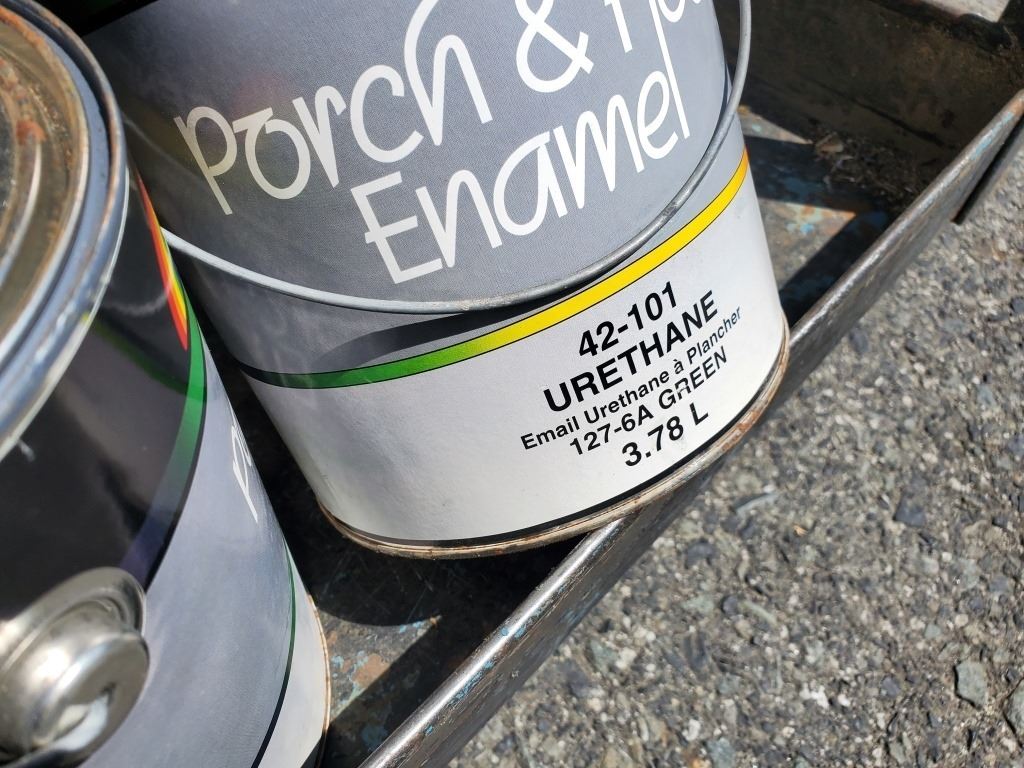 Porch &
Enamel
42-101
URETHANE
Email Urethane à Plancher
127-6A GREEN
3.78 L